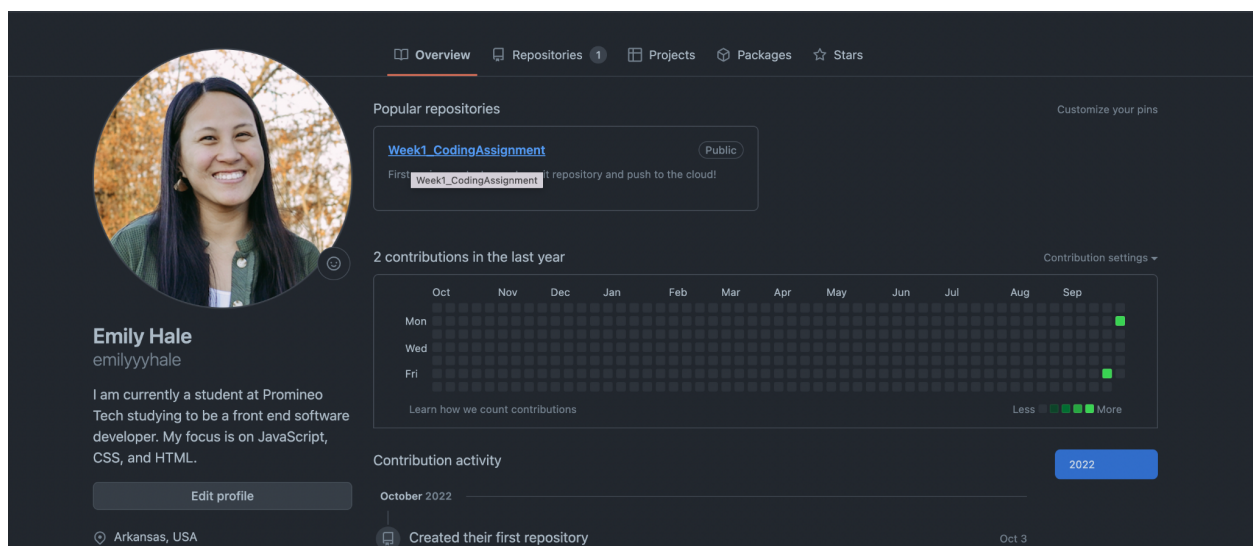 Overview Repositories 1 Projects Packages Stars
Popular repositories Customize your pins
Week1_CodingAssignment Public
First it repository and push to the cloud!
Week1_CodingAssignment
2 contributions in the last year Contribution settings
Oct Nov Dec Jan Feb Mar Apr May Jun Jul Aug Sep
Mon
Wed
Fri
Learn how we count contributions Less More
Emily Hale
emilyyyhale
I am currently a student at Promineo
Tech studying to be a front end software
developer. My focus is on JavaScript,
CSS, and HTML.
Edit profile
Arkansas, USA
Contribution activity 2022
October 2022
Created their first repository Oct 3